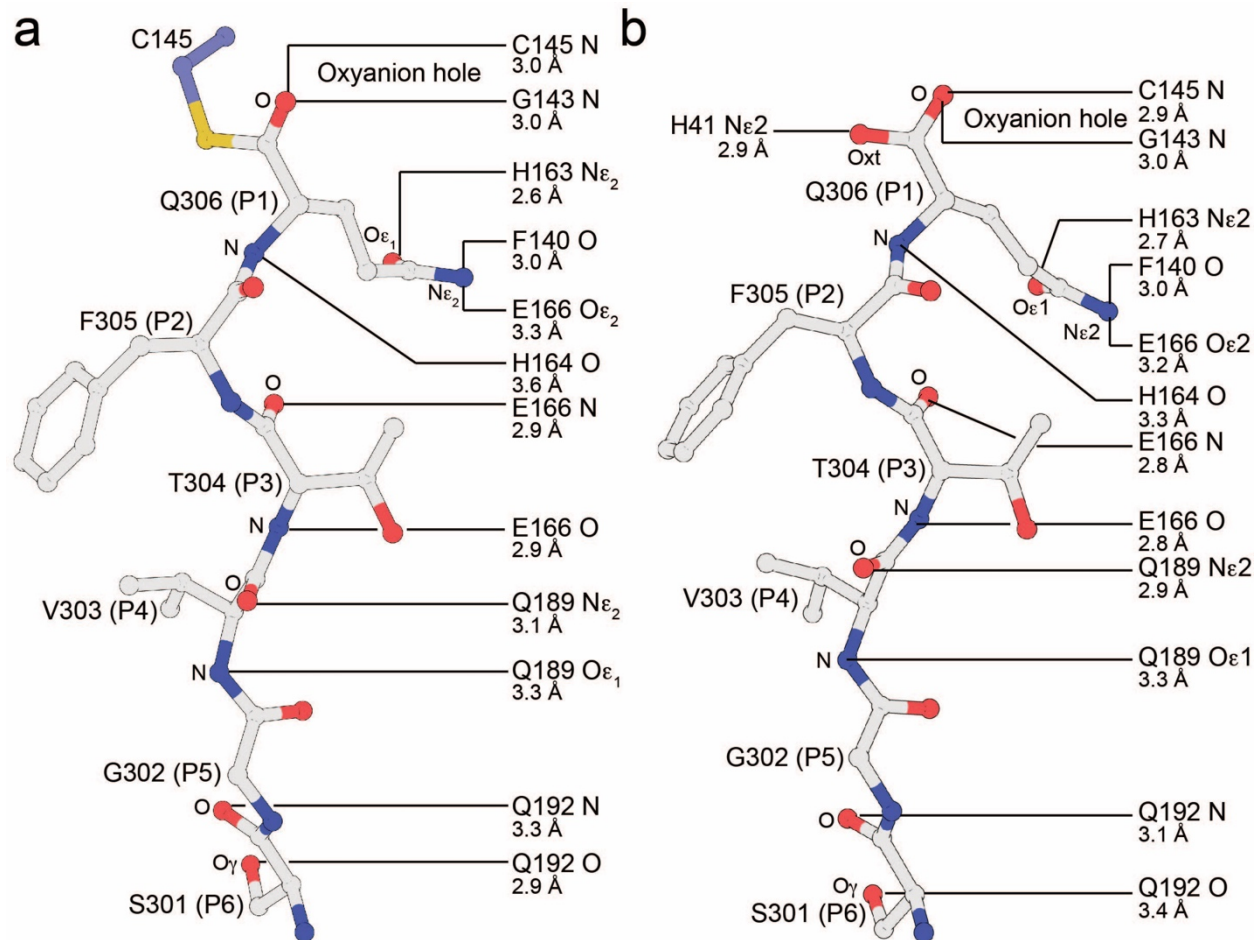 a
C145
O
C145 N
3.0 Å
Oxyanion hole
G143 N
3.0 Å
H163 Nε2
2.6 Å
Q306 (P1)
Oε1
N
F140 O
3.0 Å
Nε2
F305 (P2)
E166 Oε2
3.3 Å
H164 O
3.6 Å
O
E166 N
2.9 Å
T304 (P3)
N
E166 O
2.9 Å
O
V303 (P4)
Q189 Nε2
3.1 Å
N
Q189 Oε1
3.3 Å
G302 (P5)
O
Q192 N
3.3 Å
Oγ
Q192 O
2.9 Å
S301 (P6)
b
O
C145 N
2.9 Å
Oxyanion hole
H41 Nε2
2.9 Å
G143 N
3.0 Å
Oxt
Q306 (P1)
H163 Nε2
2.7 Å
N
F140 O
3.0 Å
Oε1
F305 (P2)
Nε2
E166 Oε2
3.2 Å
O
H164 O
3.3 Å
E166 N
2.8 Å
T304 (P3)
N
E166 O
2.8 Å
O
Q189 Nε2
2.9 Å
V303 (P4)
N
Q189 Oε1
3.3 Å
G302 (P5)
O
Q192 N
3.1 Å
Oγ
Q192 O
3.4 Å
S301 (P6)